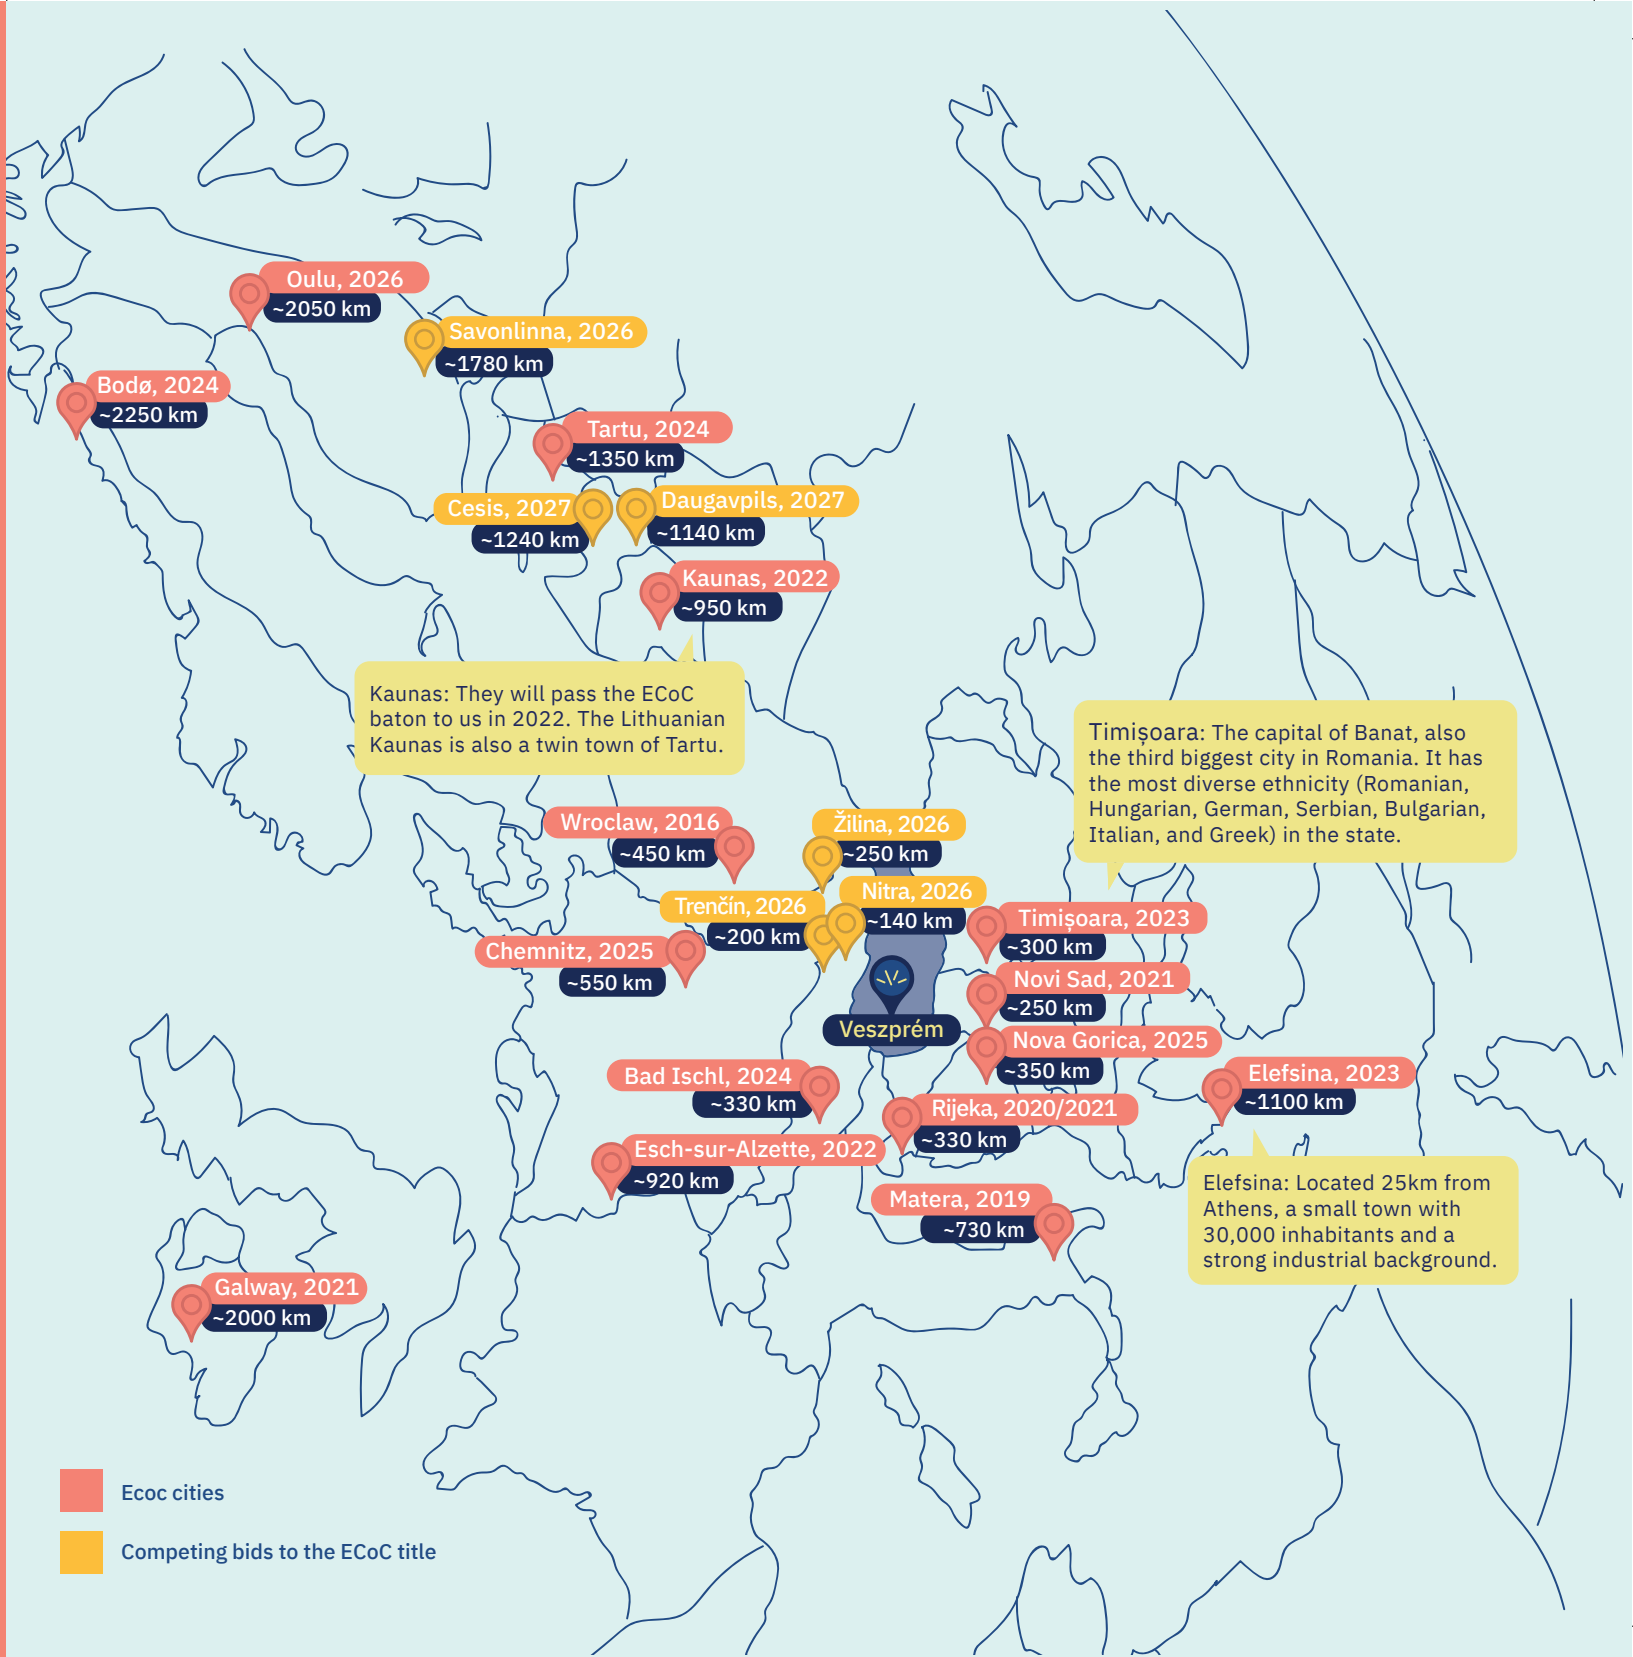 Oulu, 2026
~2050 km
Savonlinna, 2026
~1780 km
Bodø, 2024
~2250 km
Tartu, 2024
~1350 km
Cesis, 2027
~1240 km
Daugavpils, 2027
~1140 km
Kaunas, 2022
~950 km
Kaunas: They will pass the ECoC
baton to us in 2022. The Lithuanian
Kaunas is also a twin town of Tartu.
Timișoara: The capital of Banat, also
the third biggest city in Romania. It has
the most diverse ethnicity (Romanian,
Hungarian, German, Serbian, Bulgarian,
Italian, and Greek) in the state.
Wroclaw, 2016
~450 km
Žilina, 2026
~250 km
Trenčín, 2026
~200 km
Nitra, 2026
~140 km
Timișoara, 2023
~300 km
Chemnitz, 2025
~550 km
Novi Sad, 2021
~250 km
Veszprém
Nova Gorica, 2025
~350 km
Bad Ischl, 2024
~330 km
Elefsina, 2023
~1100 km
Rijeka, 2020/2021
~330 km
Esch-sur-Alzette, 2022
~920 km
Elefsina: Located 25km from
Athens, a small town with
30,000 inhabitants and a
strong industrial background.
Matera, 2019
~730 km
Galway, 2021
~2000 km
Ecoc cities
Competing bids to the ECoC title